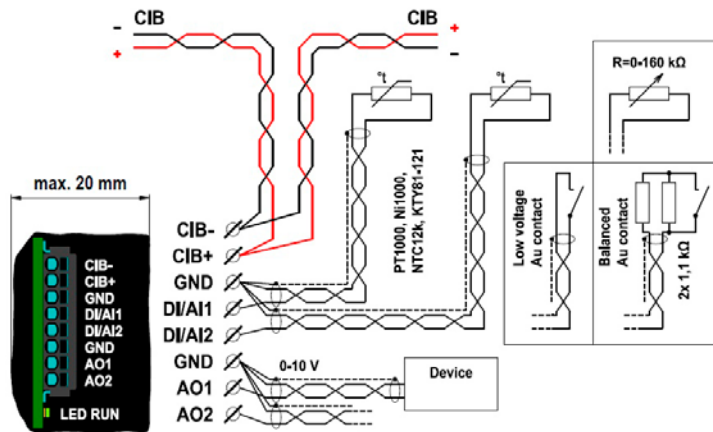 CIB
CIB
−
+
+
−
R=0-160 kΩ
°t
°t
max. 20 mm
PT1000, Ni1000,
NTC12k, KTY81-121
Low voltage
Au contact
Balanced
Au contact
2x 1,1 kΩ
CIB-
CIB+
GND
DI/AI1
DI/AI2
GND
AO1
AO2
CIB-
CIB+
GND
DI/AI1
DI/AI2
GND
AO1
AO2
LED RUN
0-10 V
Device